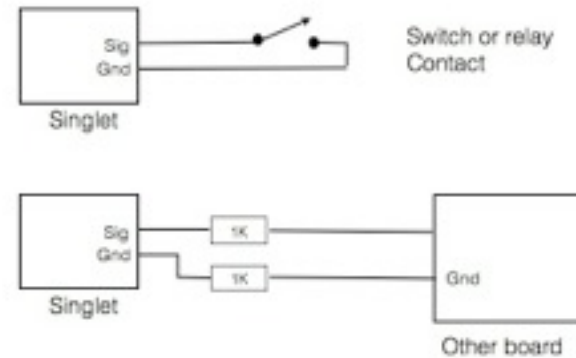 Sig
Gnd
Singlet
Switch or relay
Contact
Sig
Gnd
Singlet
1K
1K
Gnd
Other board